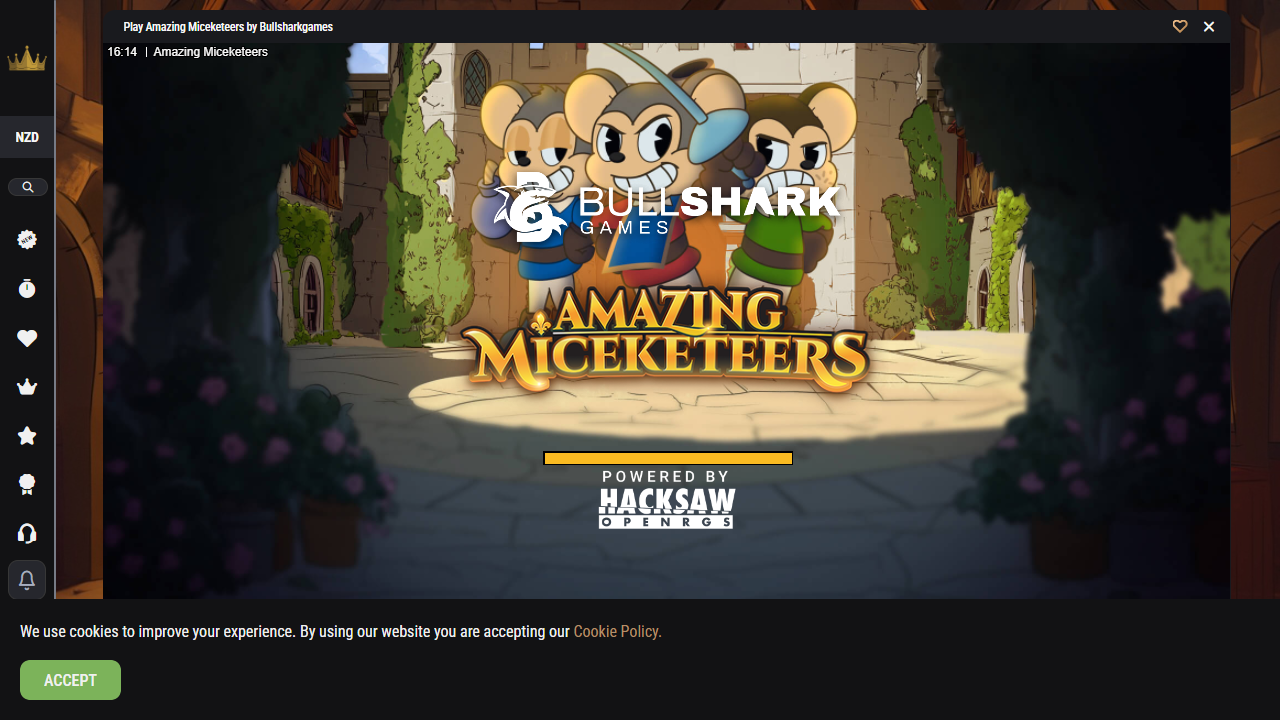 Play Amazing Miceketeers by Bullsharkgames
16:14 | Amazing Miceketeers
NZD
NEW
BULLSHARK
GAMES
AMAZING
MICEKETEERS
POWERED BY
HACKSAW
OPENRGS
We use cookies to improve your experience. By using our website you are accepting our Cookie Policy.
ACCEPT